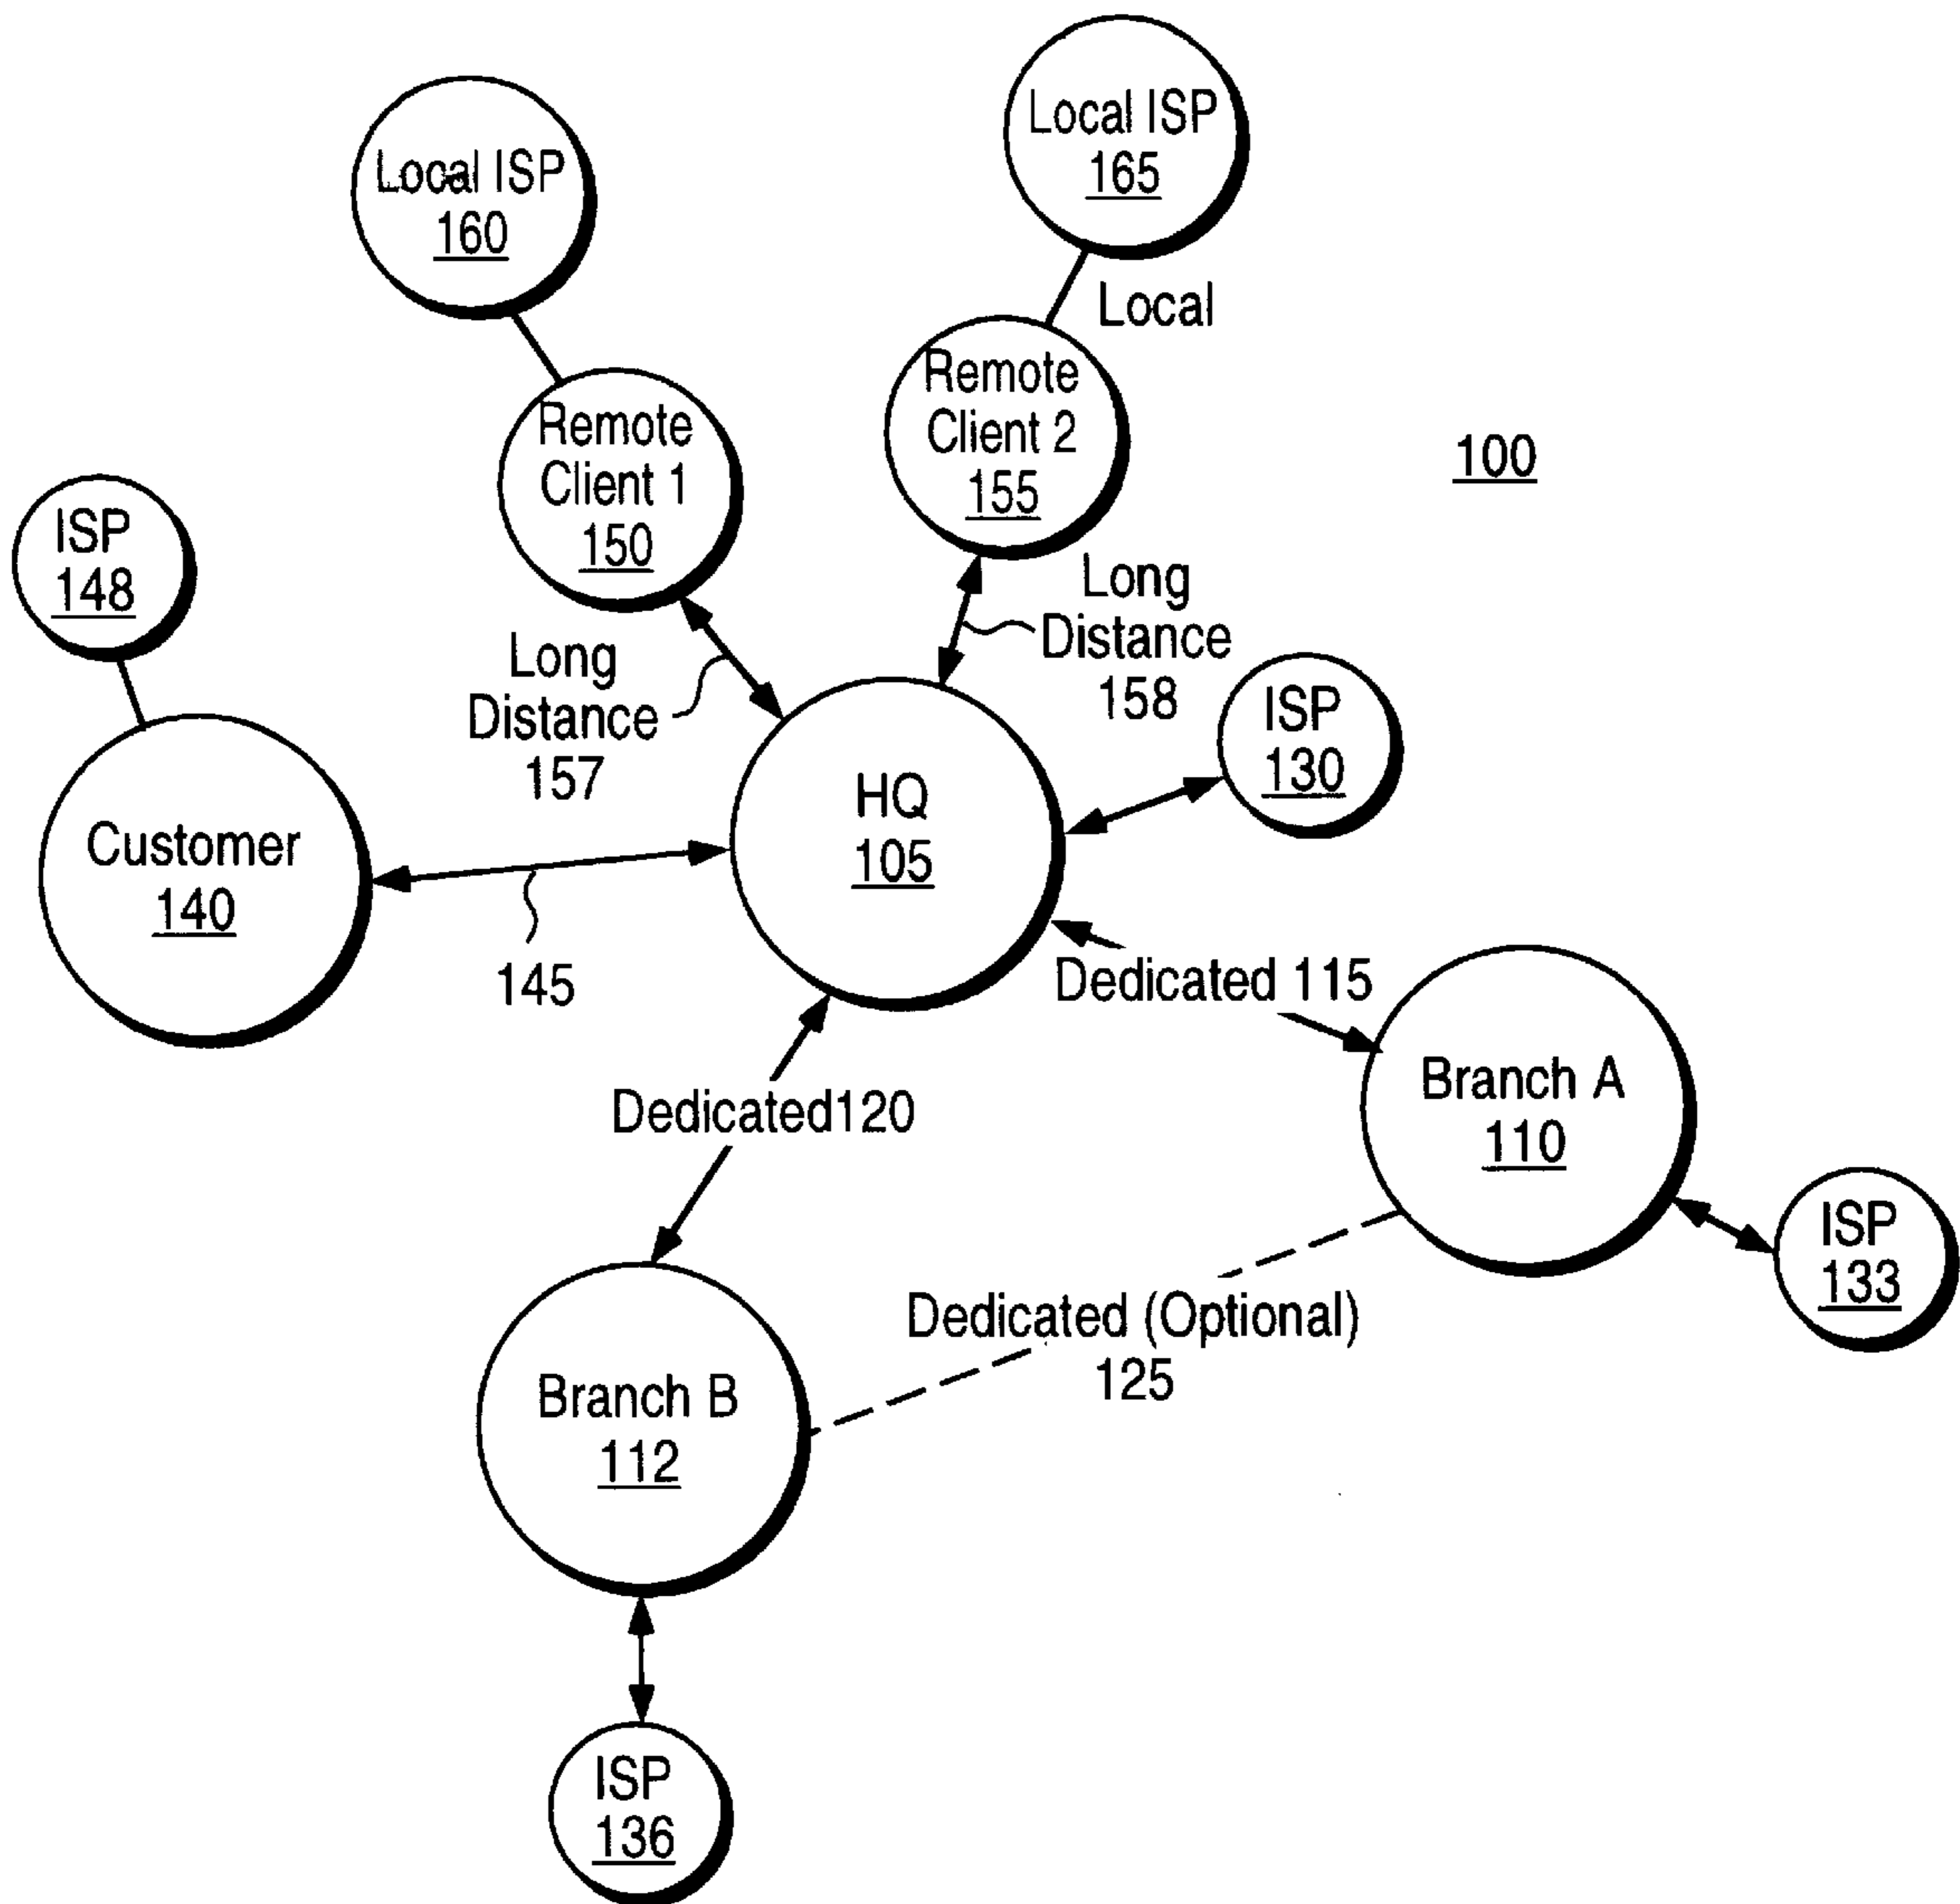 Local ISP
165
Local ISP
160
Local
Remote
Client 2
155
Remote
Client 1
150
100
ISP
148
Long
Distance
158
Long
Distance
157
ISP
130
HQ
105
Customer
140
145
Dedicated 115
Branch A
110
Dedicated120
ISP
133
Dedicated (Optional)
125
Branch B
112
ISP
136